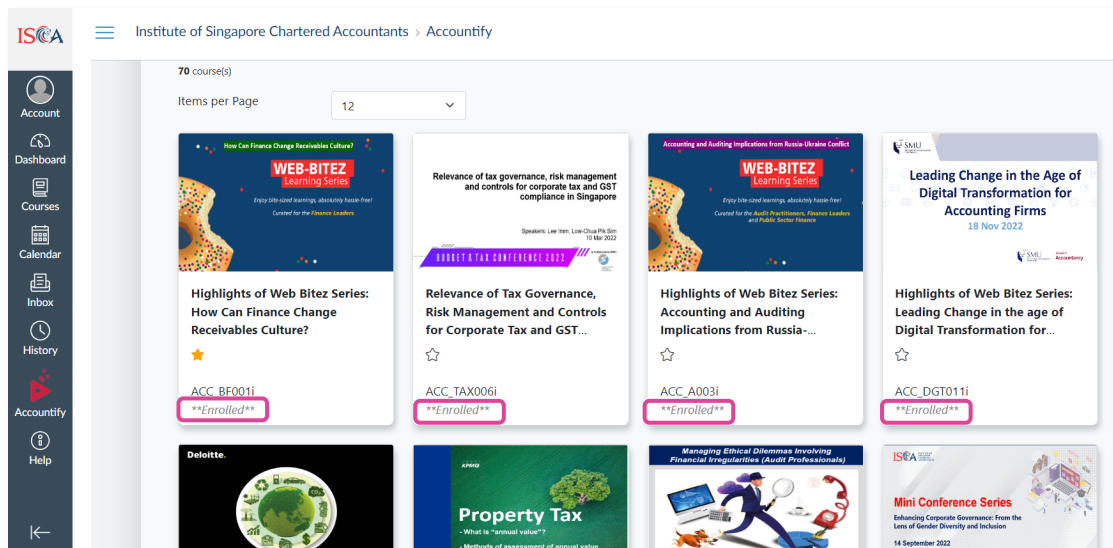 ISCA
Institute of Singapore Chartered Accountants > Accountify
Account
Dashboard
Courses
Calendar
Inbox
History
Accountify
Help
70 course(s)
Items per Page
12
How Can Finance Change Receivables Culture?
WEB-BITEZ
Learning Series
Enjoy bite-sized learnings, absolutely hassle-free!
Curated for the Finance Leaders
Highlights of Web Bitez Series:
How Can Finance Change
Receivables Culture?
ACC_BF001i
**Enrolled**
Relevance of tax governance, risk management
and controls for corporate tax and GST
compliance in Singapore
Speakers: Lee Imm, Low-Chua Pik Sim
10 Mar 2022
BUDGET & TAX CONFERENCE 2022
Relevance of Tax Governance,
Risk Management and Controls
for Corporate Tax and GST...
ACC_TAX006i
**Enrolled**
Accounting and Auditing Implications from Russia-Ukraine Conflict
WEB-BITEZ
Learning Series
Enjoy bite-sized learnings, absolutely hassle-free!
Curated for the Audit Practitioners, Finance Leaders
and Public Sector Finance
Highlights of Web Bitez Series:
Accounting and Auditing
Implications from Russia-...
ACC_A003i
**Enrolled**
SMU
Leading Change in the Age of
Digital Transformation for
Accounting Firms
18 Nov 2022
SMU
School of
Accountancy
Highlights of Web Bitez Series:
Leading Change in the age of
Digital Transformation for...
ACC_DGT011i
**Enrolled**
Deloitte.
KPMG
Property Tax
- What is "annual value"?
- Methods of assessment of annual value
Managing Ethical Dilemmas Involving
Financial Irregularities (Audit Professionals)
ISCA
Mini Conference Series
Enhancing Corporate Governance: From the
Lens of Gender Diversity and Inclusion
14 September 2022